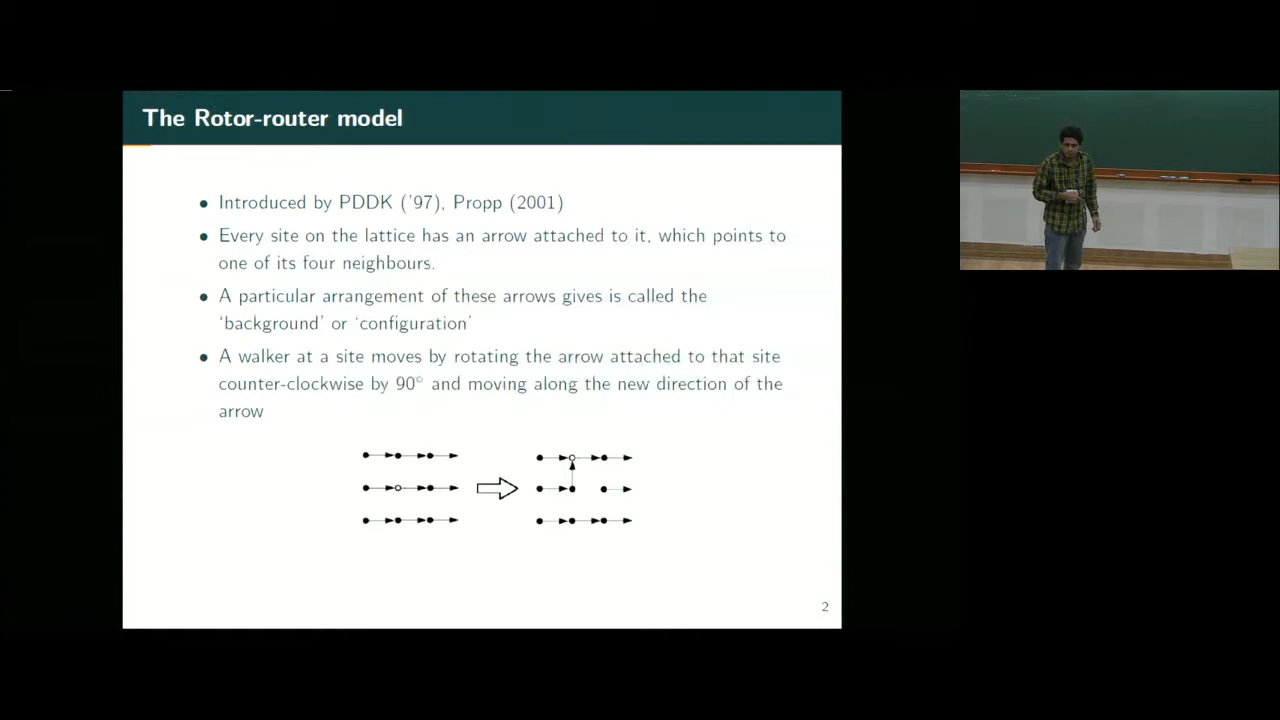 The Rotor-router model
• Introduced by PDDK ('97), Propp (2001)
• Every site on the lattice has an arrow attached to it, which points to
one of its four neighbours.
• A particular arrangement of these arrows gives is called the
‘background’ or ‘configuration’
• A walker at a site moves by rotating the arrow attached to that site
counter-clockwise by 90° and moving along the new direction of the
arrow
2